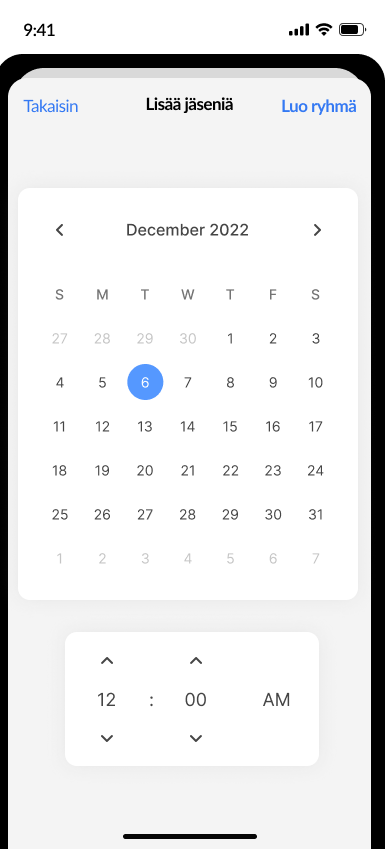 9:41
Takaisin Lisää jäseniä Luo ryhmä
December 2022
S M T W T F S
27 28 29 30 1 2 3
4 5 6 7 8 9 10
11 12 13 14 15 16 17
18 19 20 21 22 23 24
25 26 27 28 29 30 31
1 2 3 4 5 6 7
12 : 00 AM